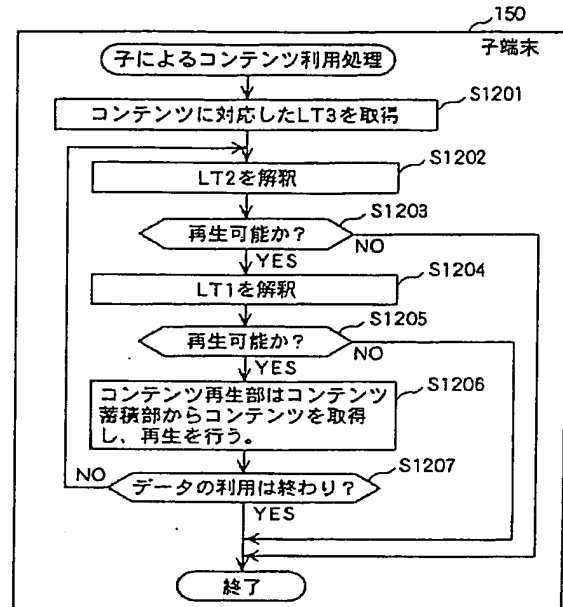 150
子端末
子によるコンテンツ利用処理
S1201
コンテンツに対応したLT3を取得
S1202
LT2を解釈
S1203
再生可能か？
NO
YES
S1204
LT1を解釈
S1205
再生可能か？
NO
YES
S1206
コンテンツ再生部はコンテンツ
蓄積部からコンテンツを取得
し、再生を行う。
S1207
NO
データの利用は終わり？
YES
終了